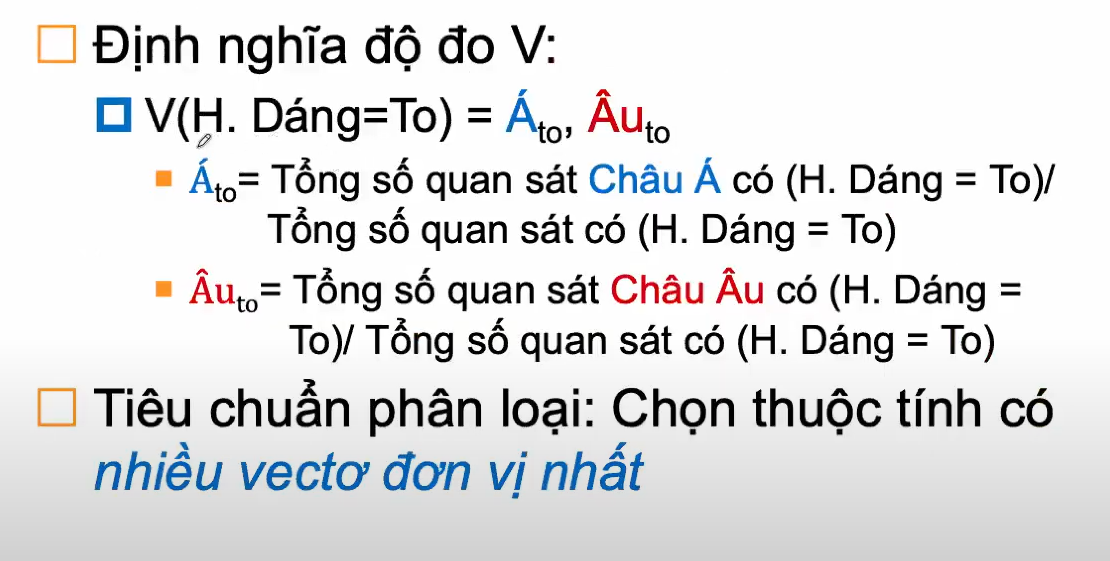 Định nghĩa độ đo V:
V(H. Dáng=To) = Áto, Âuto
Áto= Tổng số quan sát Châu Á có (H. Dáng = To)/
Tổng số quan sát có (H. Dáng = To)
Âuto= Tổng số quan sát Châu Âu có (H. Dáng =
To)/ Tổng số quan sát có (H. Dáng = To)
Tiêu chuẩn phân loại: Chọn thuộc tính có
nhiều vectơ đơn vị nhất